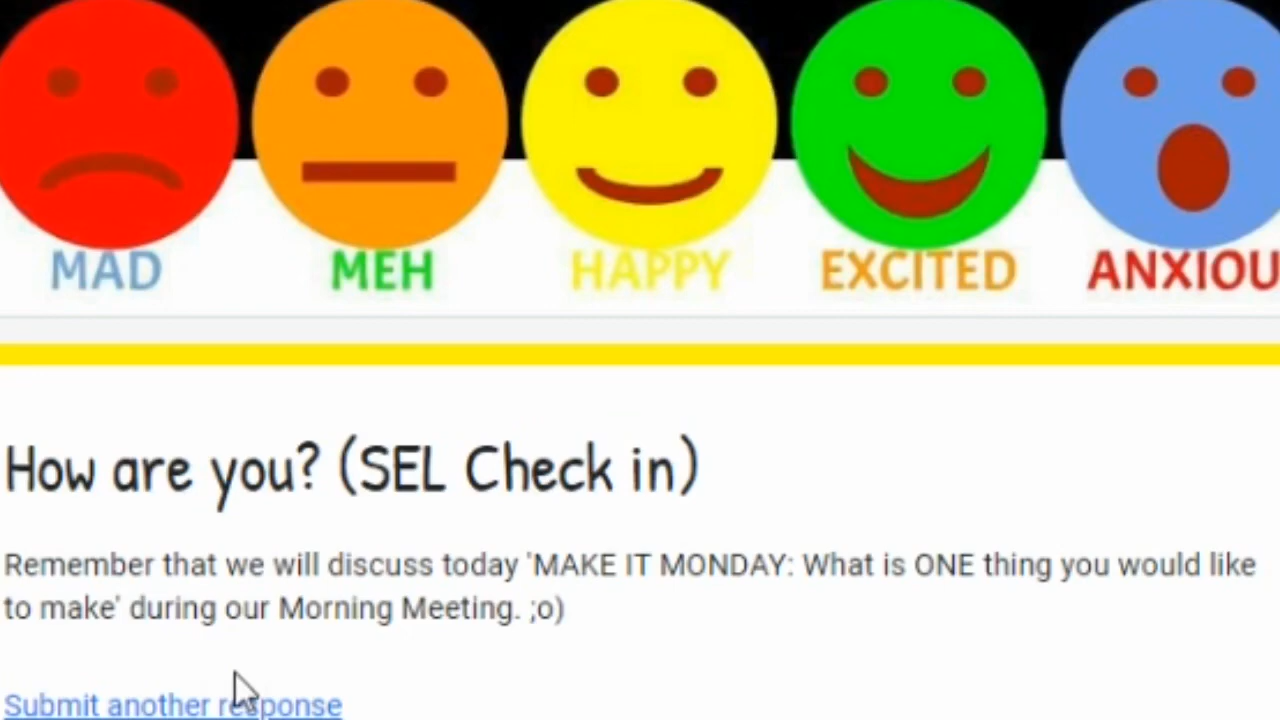 MAD MEH HAPPY EXCITED ANXIOU
How are you? (SEL Check in)
Remember that we will discuss today 'MAKE IT MONDAY: What is ONE thing you would like
to make' during our Morning Meeting. ;o)
Submit another response